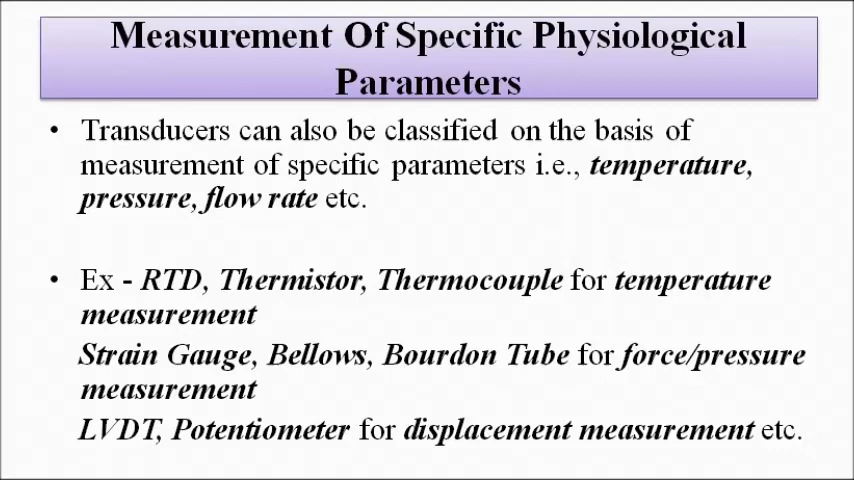 Measurement Of Specific Physiological
Parameters
• Transducers can also be classified on the basis of
measurement of specific parameters i.e., temperature,
pressure, flow rate etc.
• Ex - RTD, Thermistor, Thermocouple for temperature
measurement
Strain Gauge, Bellows, Bourdon Tube for force/pressure
measurement
LVDT, Potentiometer for displacement measurement etc.